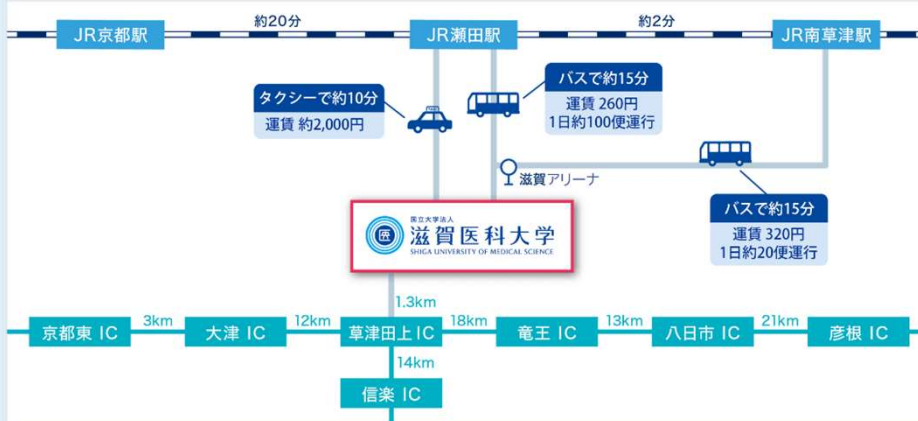 約20分
約2分
JR京都駅
JR瀬田駅
JR南草津駅
タクシーで約10分
運賃 約2,000円
バスで約15分
運賃 260円
1日約100便運行
滋賀アリーナ
バスで約15分
運賃 320円
1日約20便運行
国立大学法人
滋賀医科大学
SHIGA UNIVERSITY OF MEDICAL SCIENCE
1.3km
京都東 IC
3km
大津 IC
12km
草津田上 IC
18km
竜王 IC
13km
八日市 IC
21km
彦根 IC
14km
信楽 IC